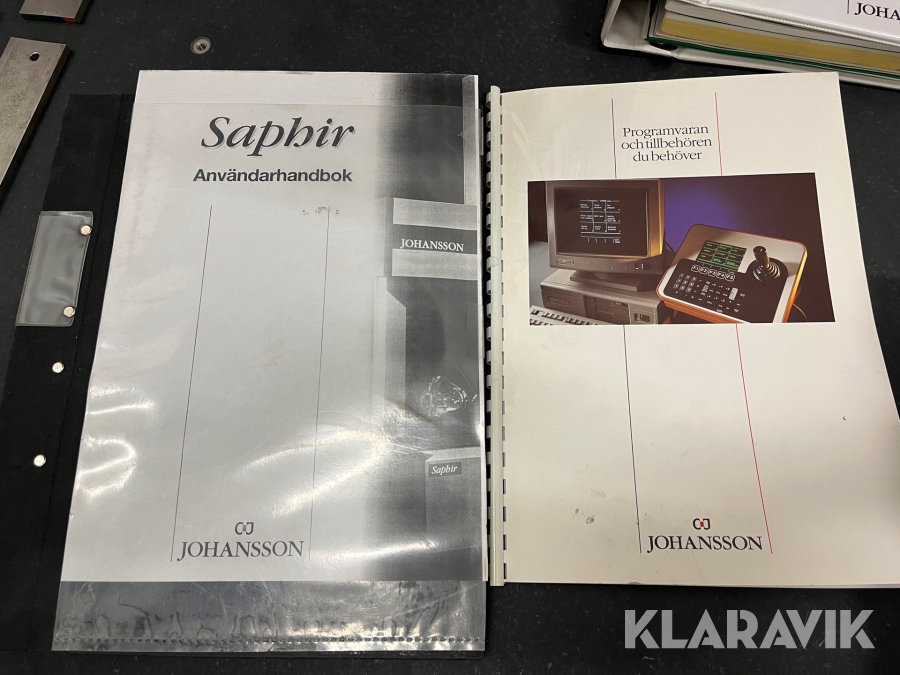 Saphir
Användarhandbok
JOHANSSON
Saphir
JOHANSSON
Programvaran
och tillbehören
du behöver
JOHANSSON
JOHA
KLARAVIK